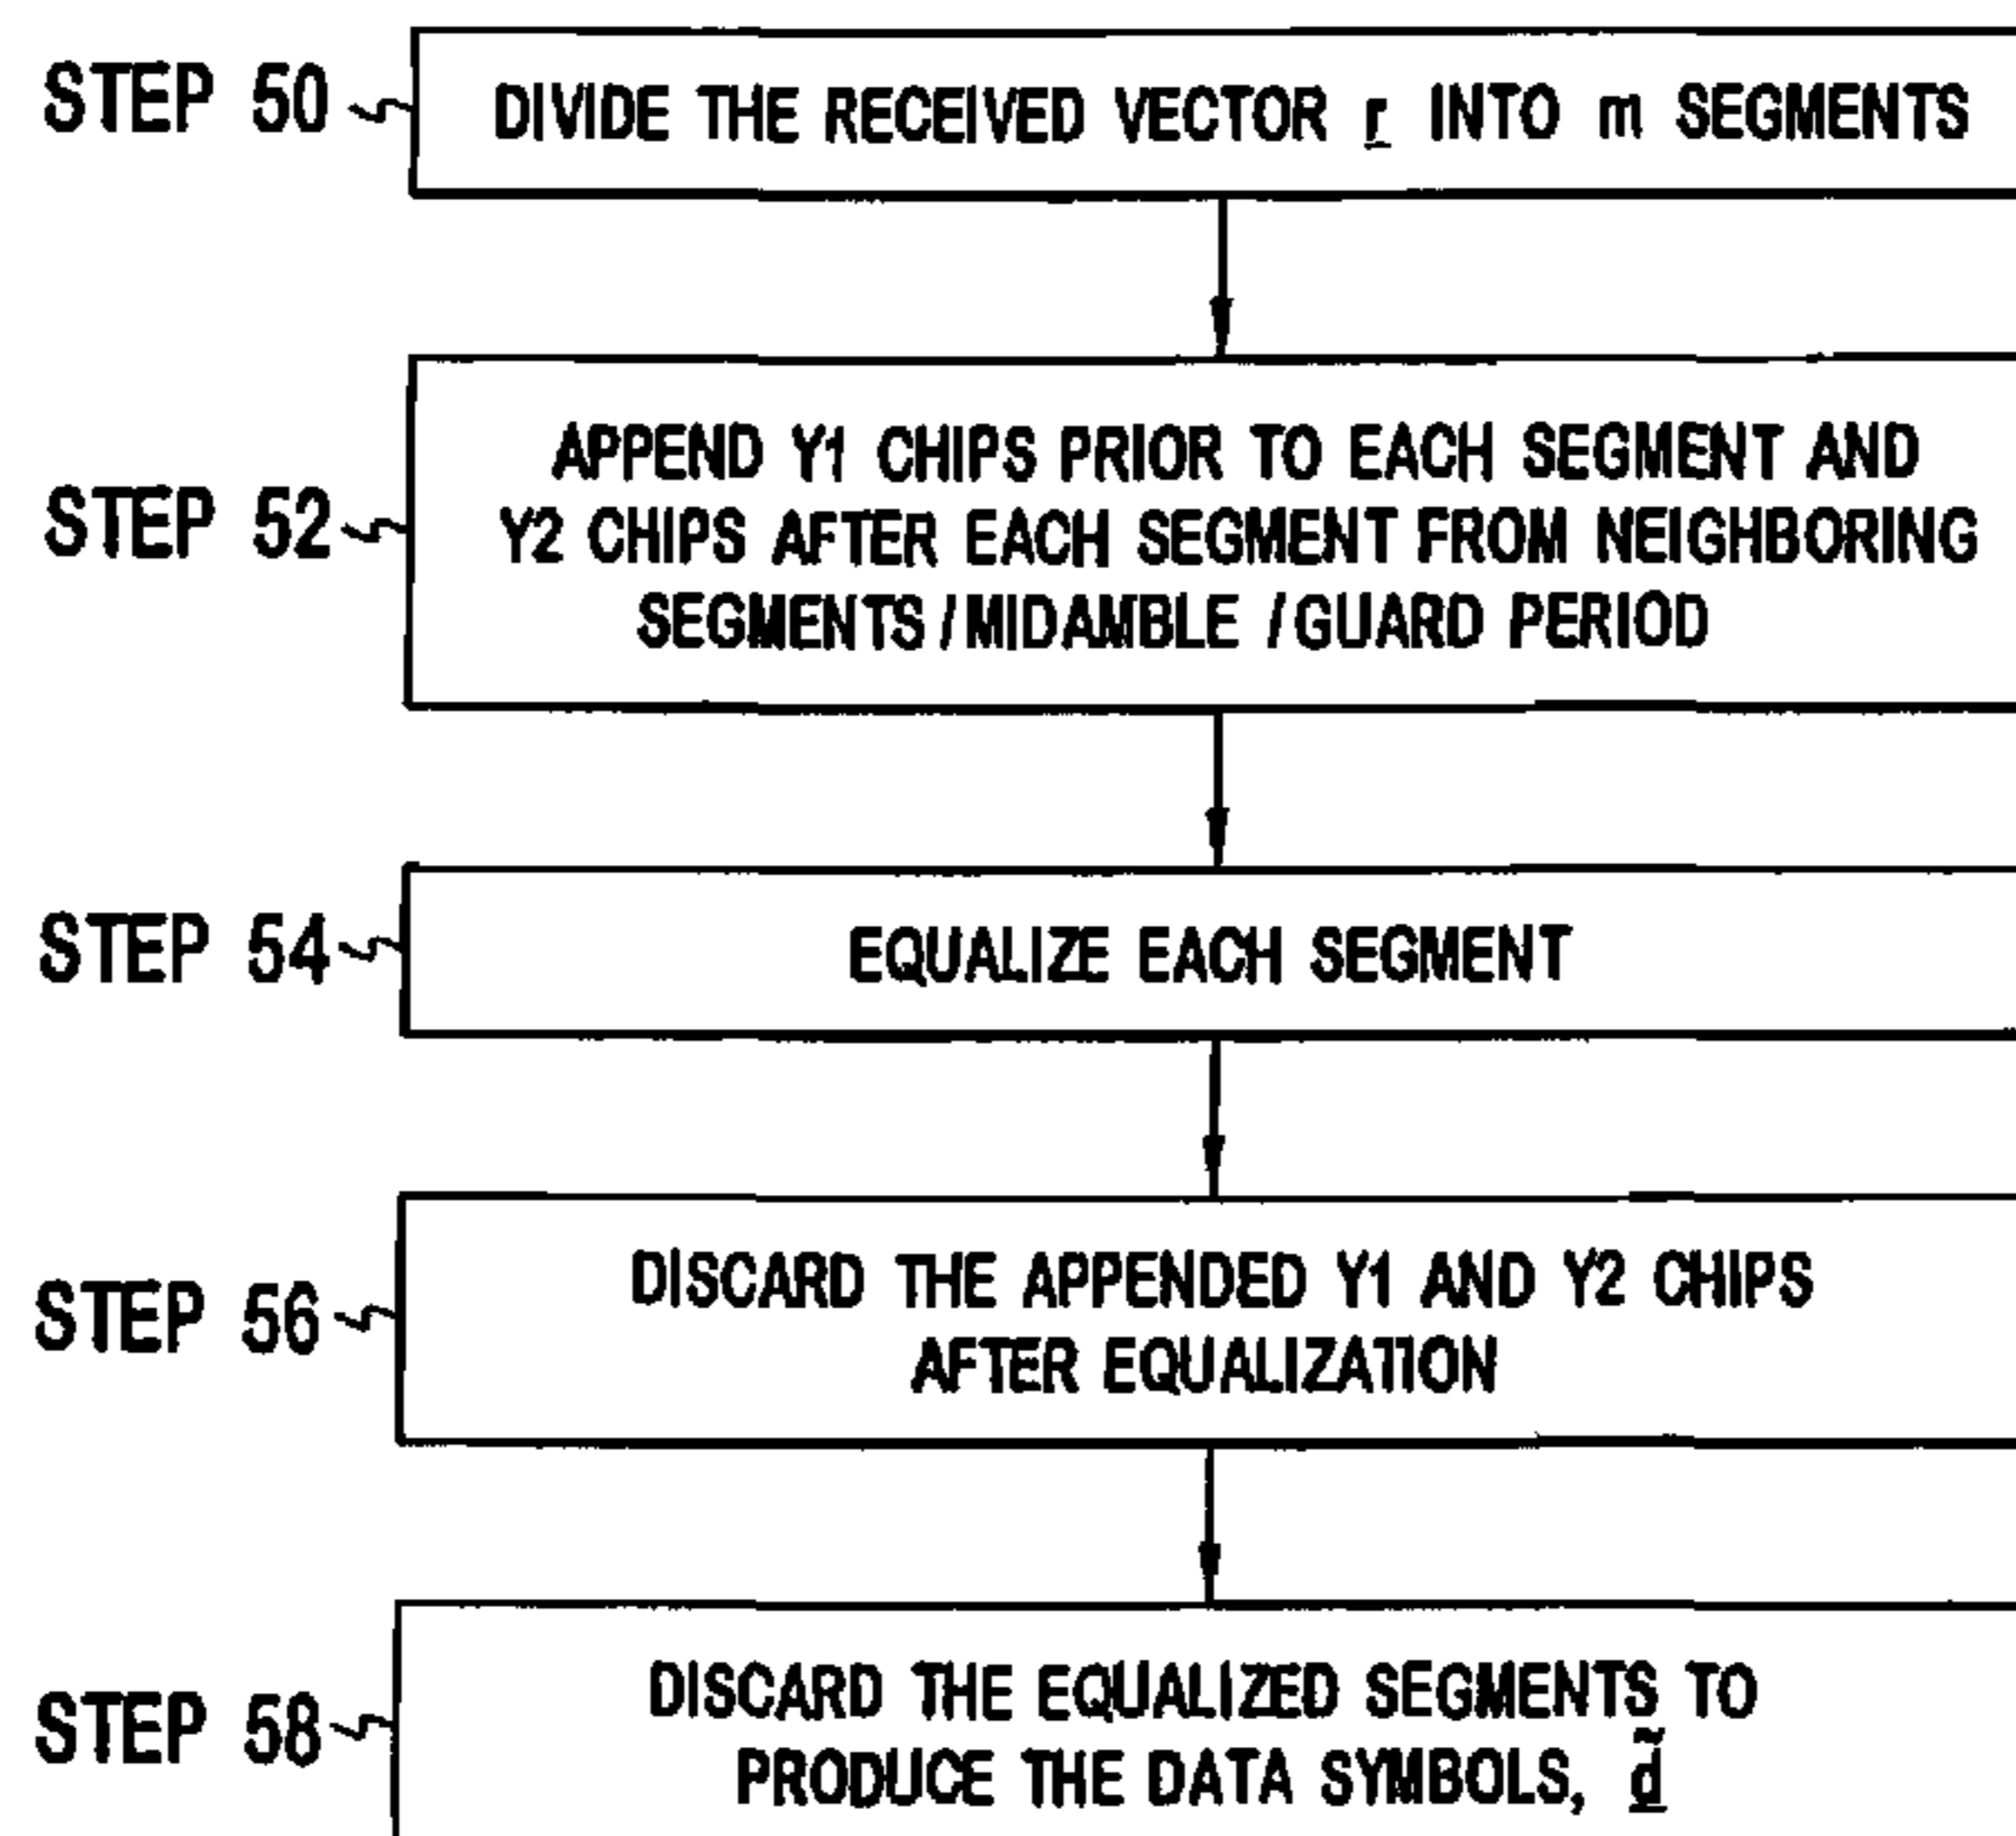 STEP 50
DIVIDE THE RECEIVED VECTOR r INTO m SEGMENTS
STEP 52
APPEND Y1 CHIPS PRIOR TO EACH SEGMENT AND
Y2 CHIPS AFTER EACH SEGMENT FROM NEIGHBORING
SEGMENTS / MIDAMBLE / GUARD PERIOD
STEP 54
EQUALIZE EACH SEGMENT
STEP 56
DISCARD THE APPENDED Y1 AND Y2 CHIPS
AFTER EQUALIZATION
STEP 58
DISCARD THE EQUALIZED SEGMENTS TO
PRODUCE THE DATA SYMBOLS, d̲̃